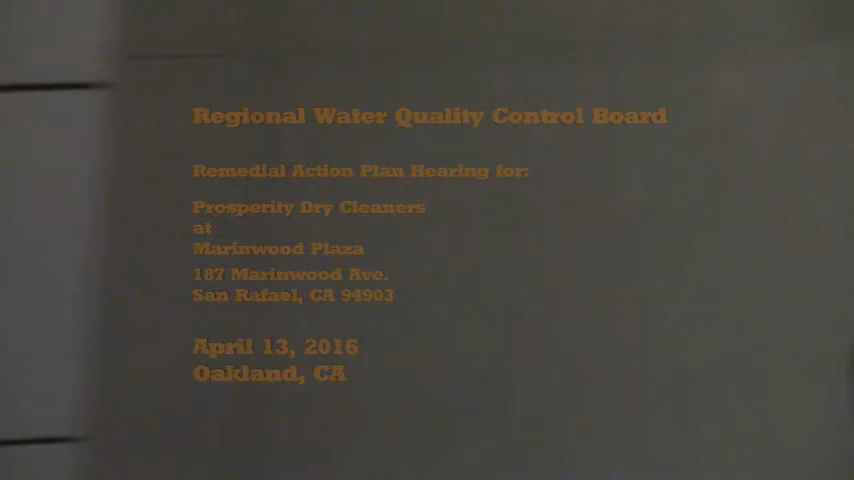 Regional Water Quality Control Board
Remedial Action Plan Hearing for:
Prosperity Dry Cleaners
at
Marinwood Plaza
187 Marinwood Ave.
San Rafael, CA 94903
April 13, 2016
Oakland, CA